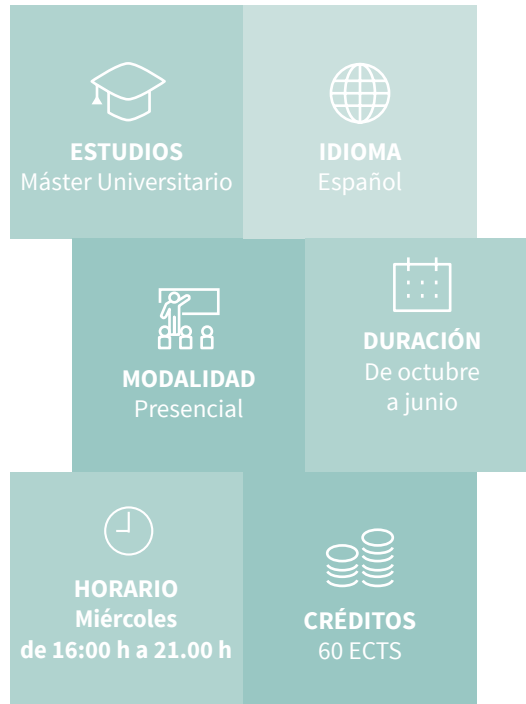 ESTUDIOS
Máster Universitario
IDIOMA
Español
MODALIDAD
Presencial
DURACIÓN
De octubre
a junio
HORARIO
Miércoles
de 16:00 h a 21.00 h
CRÉDITOS
60 ECTS